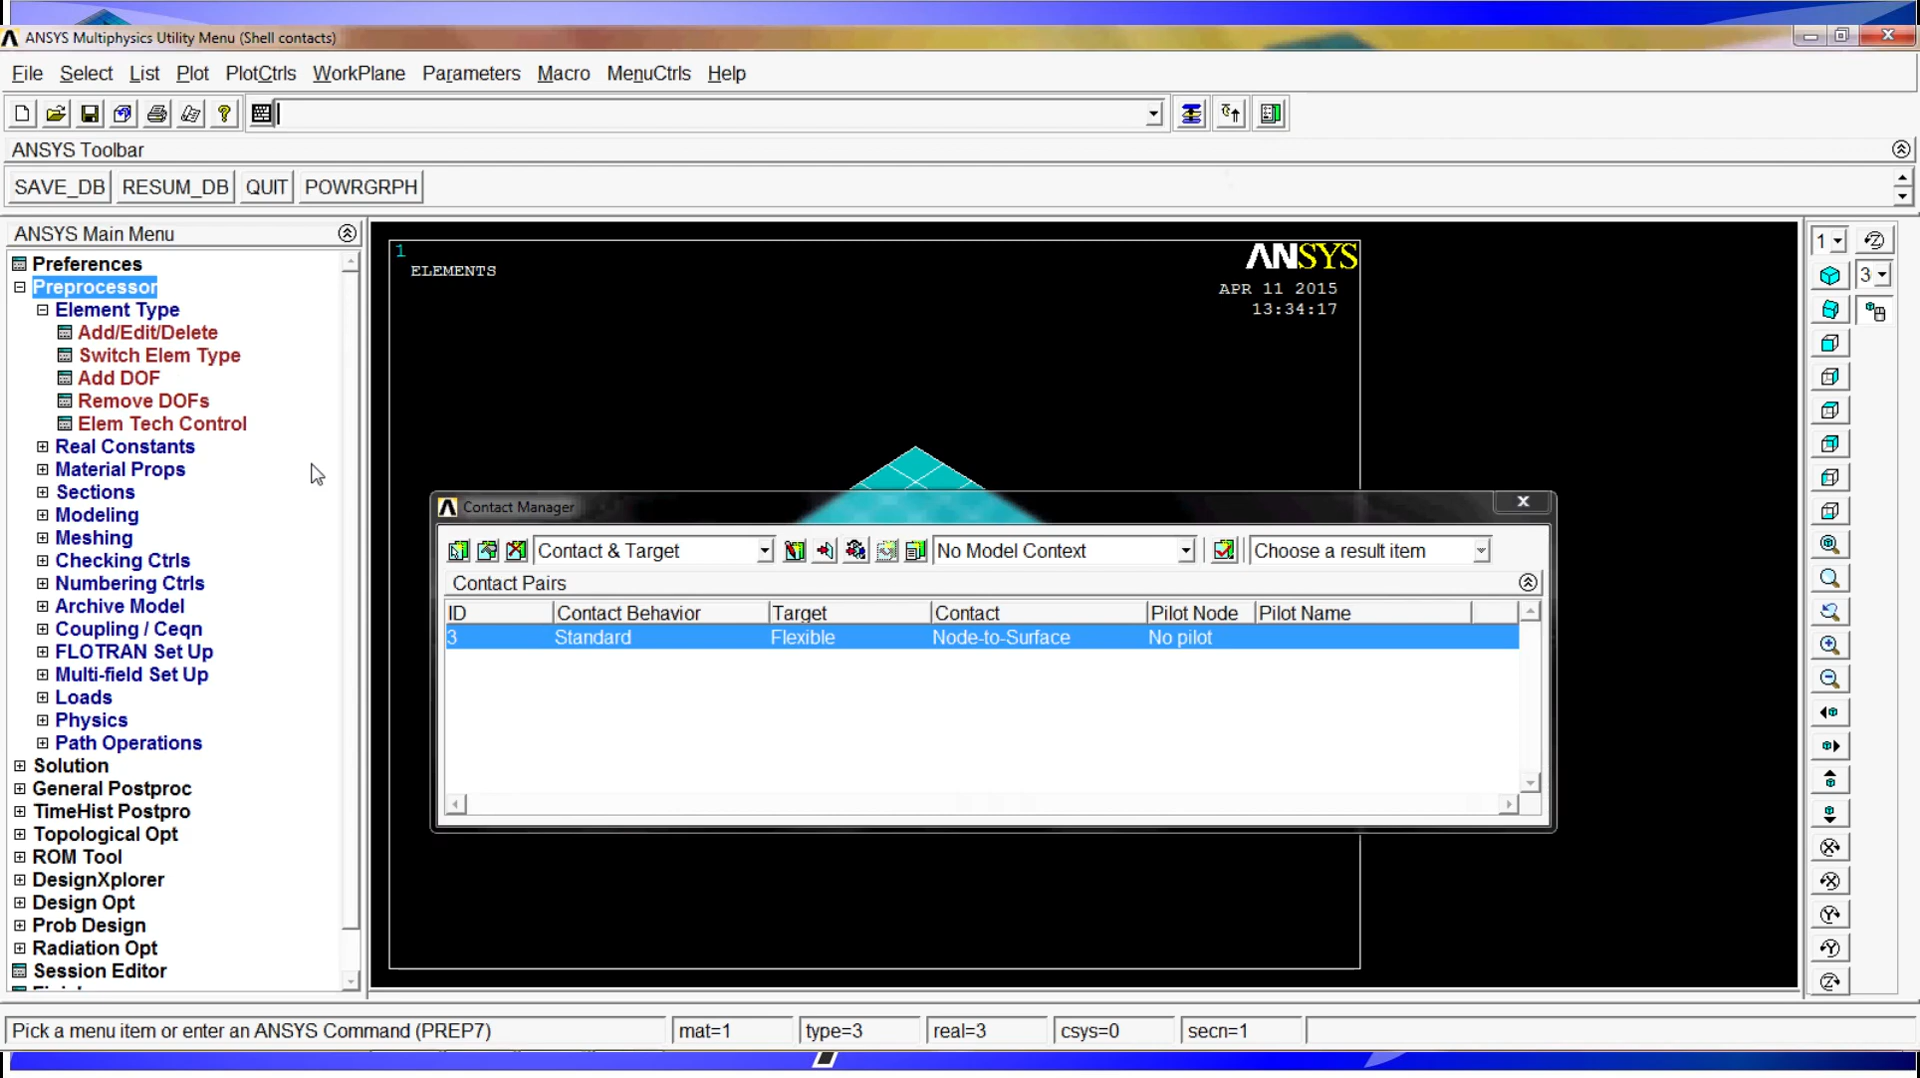 ANSYS Multiphysics Utility Menu (Shell contacts)
File Select List Plot PlotCtrls WorkPlane Parameters Macro MenuCtrls Help
ANSYS Toolbar
SAVE_DB RESUM_DB QUIT POWRGRPH
ANSYS Main Menu
Preferences
Preprocessor
Element Type
Add/Edit/Delete
Switch Elem Type
Add DOF
Remove DOFs
Elem Tech Control
Real Constants
Material Props
Sections
Modeling
Meshing
Checking Ctrls
Numbering Ctrls
Archive Model
Coupling / Ceqn
FLOTRAN Set Up
Multi-field Set Up
Loads
Physics
Path Operations
Solution
General Postproc
TimeHist Postpro
Topological Opt
ROM Tool
DesignXplorer
Design Opt
Prob Design
Radiation Opt
Session Editor
1
ELEMENTS
ANSYS
APR 11 2015
13:34:17
1
3
Contact Manager
Contact & Target No Model Context Choose a result item
Contact Pairs
ID Contact Behavior Target Contact Pilot Node Pilot Name
3 Standard Flexible Node-to-Surface No pilot
Pick a menu item or enter an ANSYS Command (PREP7) mat=1 type=3 real=3 csys=0 secn=1